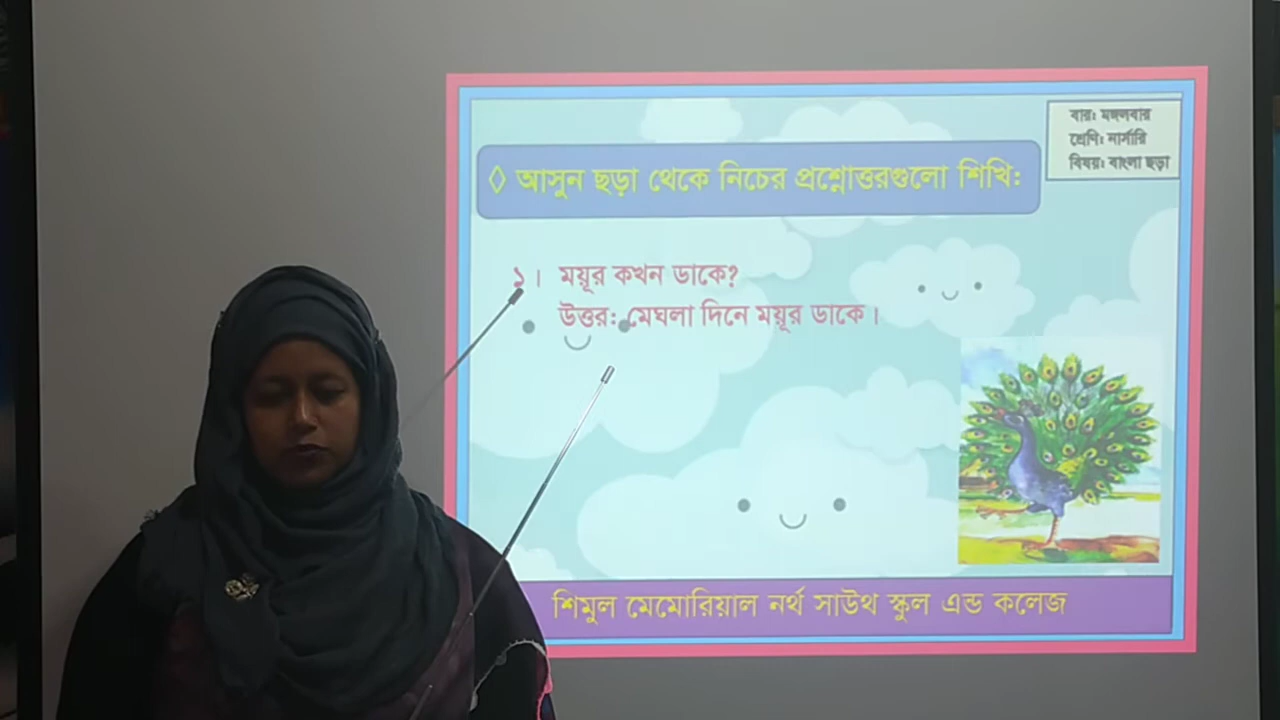 বার: মঙ্গলবার
শ্রেণি: নার্সারি
বিষয়: বাংলা ছড়া
◊ আসুন ছড়া থেকে নিচের প্রশ্নোত্তরগুলো শিখি:
১। ময়ূর কখন ডাকে?
উত্তর: মেঘলা দিনে ময়ূর ডাকে।
শিমুল মেমোরিয়াল নর্থ সাউথ স্কুল এন্ড কলেজ